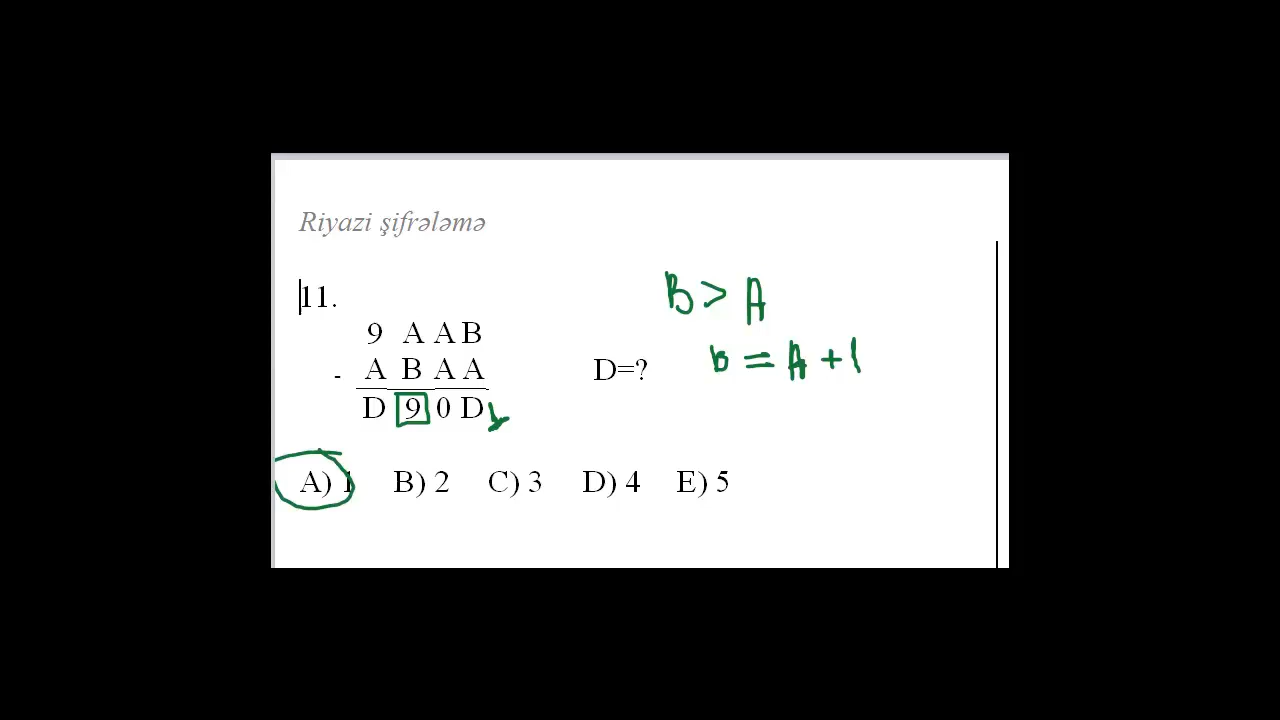 Riyazi şifrələmə
11.
B > A
9 A A B
- A B A A
D=?
B = A + 1
D 9 0 D
A) 1 B) 2 C) 3 D) 4 E) 5